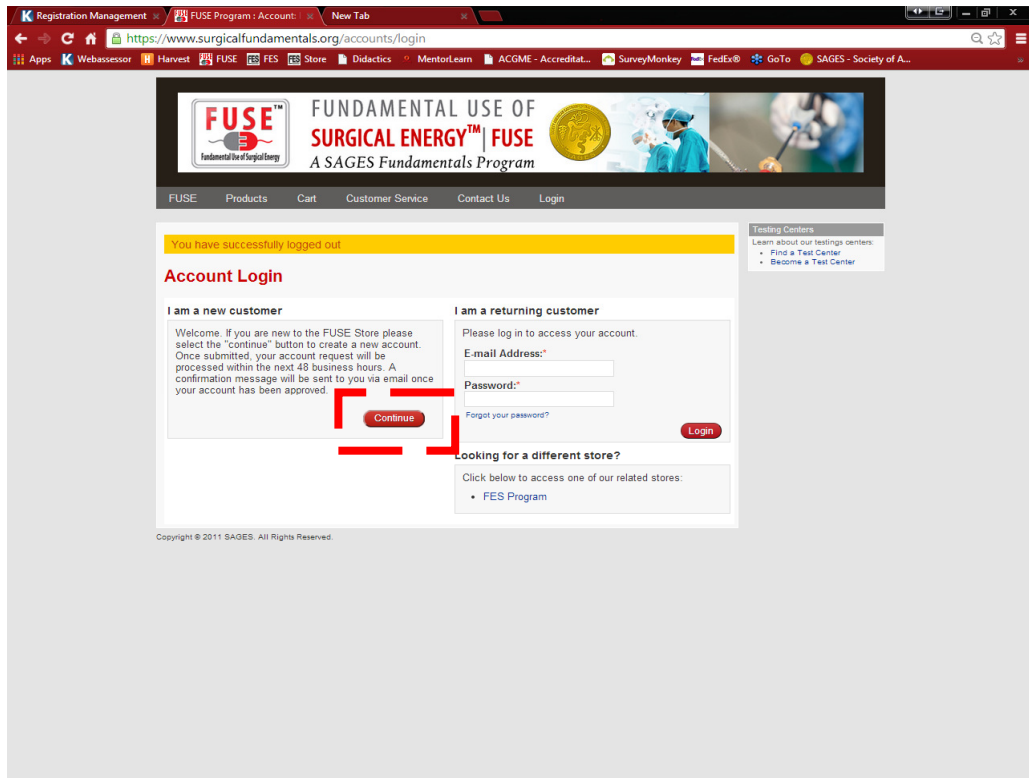 Registration Management
FUSE Program : Account:
New Tab
https://www.surgicalfundamentals.org/accounts/login
Apps Webassessor Harvest FUSE FES Store Didactics MentorLearn ACGME - Accreditat... SurveyMonkey FedEx® GoTo SAGES - Society of A...
FUSE™
Fundamental Use of Surgical Energy
FUNDAMENTAL USE OF
SURGICAL ENERGY™| FUSE
A SAGES Fundamentals Program
FUSE Products Cart Customer Service Contact Us Login
You have successfully logged out
Account Login
I am a new customer
Welcome. If you are new to the FUSE Store please
select the "continue" button to create a new account.
Once submitted, your account request will be
processed within the next 48 business hours. A
confirmation message will be sent to you via email once
your account has been approved.
Continue
I am a returning customer
Please log in to access your account.
E-mail Address:*
Password:*
Forgot your password?
Login
Looking for a different store?
Click below to access one of our related stores:
• FES Program
Testing Centers
Learn about our testings centers:
• Find a Test Center
• Become a Test Center
Copyright © 2011 SAGES. All Rights Reserved.